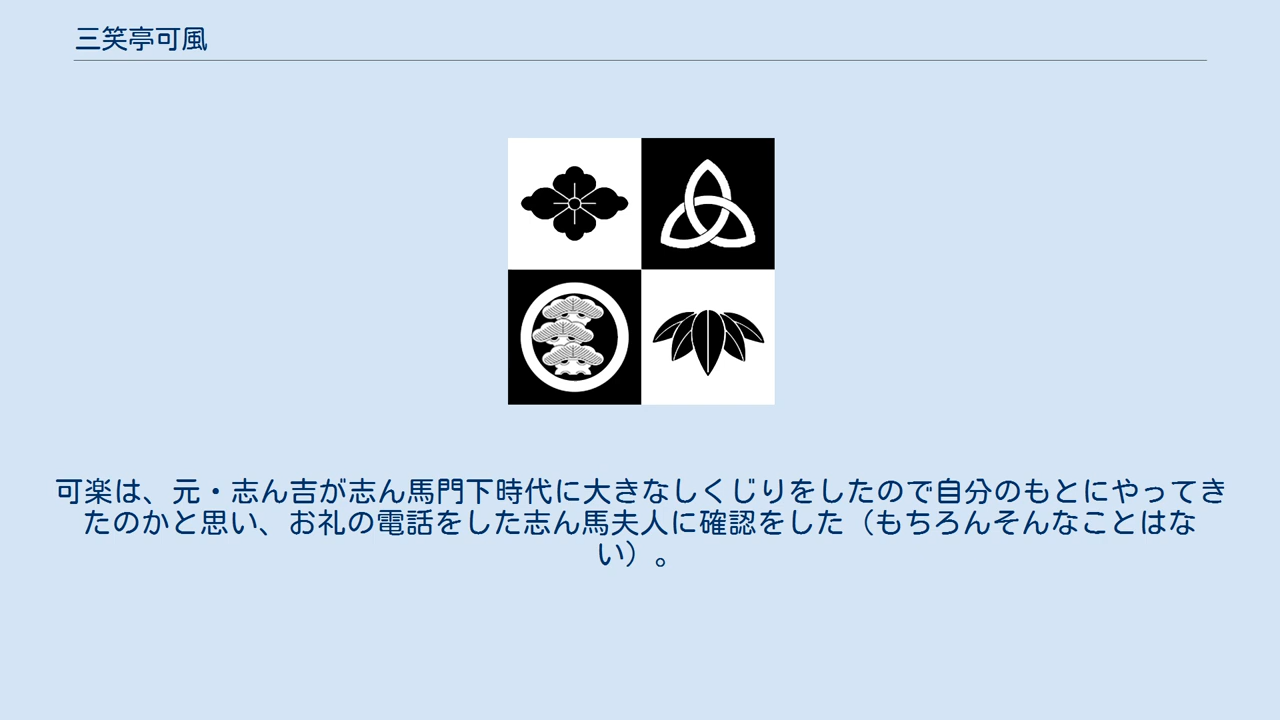 三笑亭可風
可楽は、元・志ん吉が志ん馬門下時代に大きなしくじりをしたので自分のもとにやってき
たのかと思い、お礼の電話をした志ん馬夫人に確認をした（もちろんそんなことはな
い）。